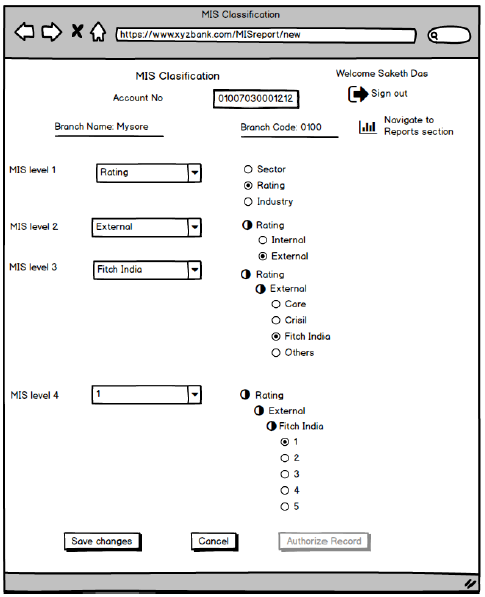 MIS Classification
https://www.xyzbank.com/MISreport/new
MIS Clasification
Welcome Saketh Das
Account No
01007030001212
Sign out
Branch Name: Mysore
Branch Code: 0100
Navigate to
Reports section
MIS level 1
Rating
Sector
Rating
Industry
MIS level 2
External
Rating
Internal
External
MIS level 3
Fitch India
Rating
External
Care
Crisil
Fitch India
Others
MIS level 4
1
Rating
External
Fitch India
1
2
3
4
5
Save changes
Cancel
Authorize Record